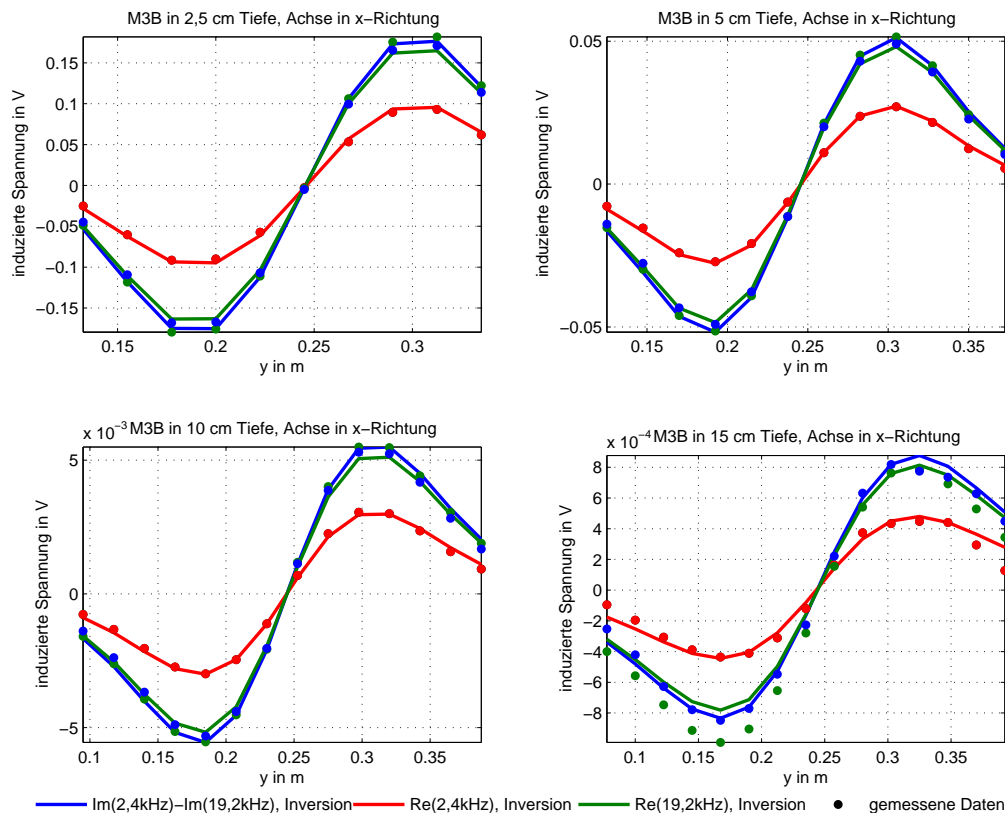 M3B in 2,5 cm Tiefe, Achse in x−Richtung
0.15
0.1
0.05
0
−0.05
−0.1
−0.15
induzierte Spannung in V
0.15
0.2
0.25
0.3
y in m
M3B in 5 cm Tiefe, Achse in x−Richtung
0.05
0
−0.05
induzierte Spannung in V
0.15
0.2
0.25
0.3
0.35
y in m
x 10−3
M3B in 10 cm Tiefe, Achse in x−Richtung
5
0
−5
induzierte Spannung in V
0.1
0.15
0.2
0.25
0.3
0.35
y in m
x 10−4
M3B in 15 cm Tiefe, Achse in x−Richtung
8
6
4
2
0
−2
−4
−6
−8
induzierte Spannung in V
0.1
0.15
0.2
0.25
0.3
0.35
y in m
Im(2,4kHz)−Im(19,2kHz), Inversion
Re(2,4kHz), Inversion
Re(19,2kHz), Inversion
gemessene Daten